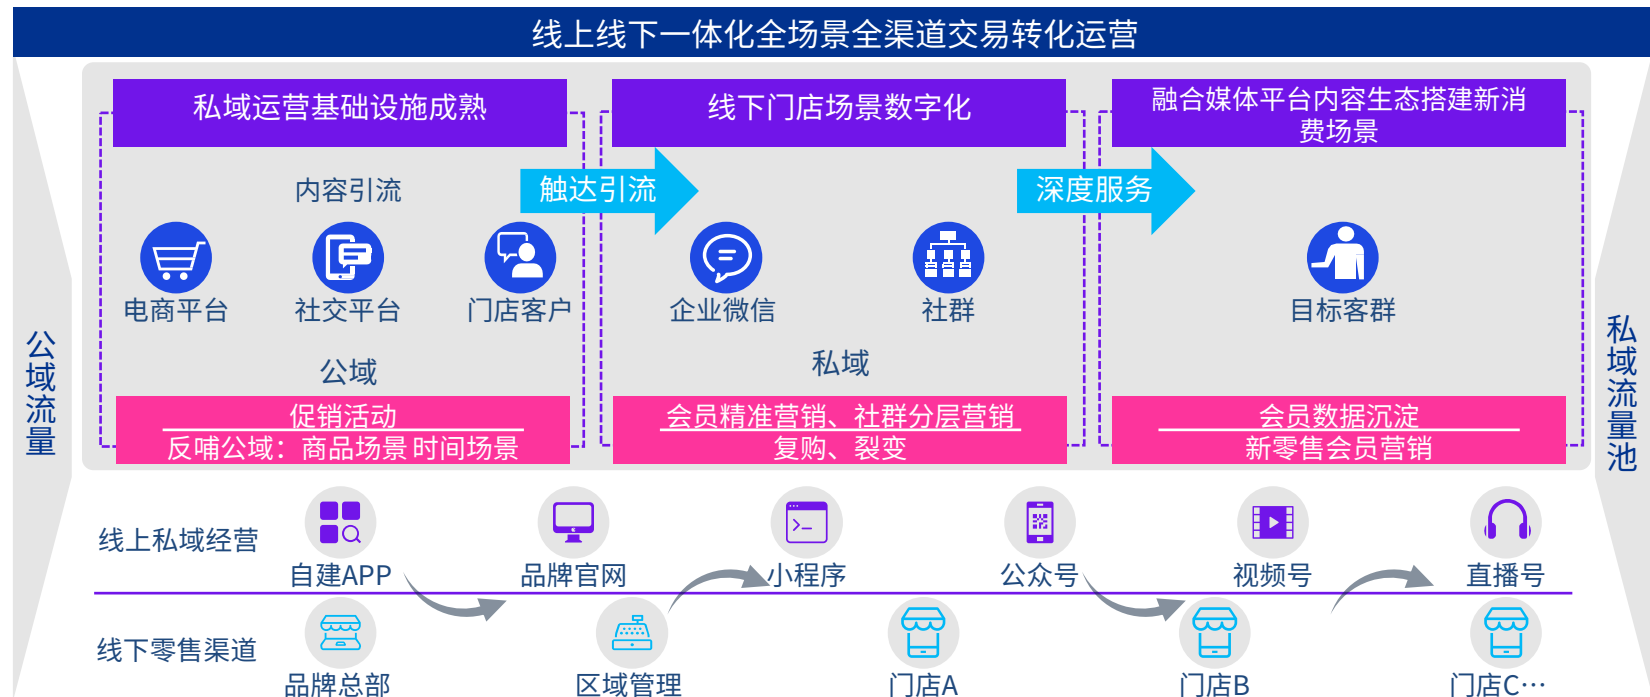 线上线下一体化全场景全渠道交易转化运营
私域运营基础设施成熟
线下门店场景数字化
融合媒体平台内容生态搭建新消
费场景
内容引流
触达引流
深度服务
电商平台
社交平台
门店客户
企业微信
社群
目标客群
公域
私域
公域流量
私域流量池
促销活动
反哺公域：商品场景 时间场景
会员精准营销、社群分层营销
复购、裂变
会员数据沉淀
新零售会员营销
线上私域经营
自建APP
品牌官网
小程序
公众号
视频号
直播号
线下零售渠道
品牌总部
区域管理
门店A
门店B
门店C…